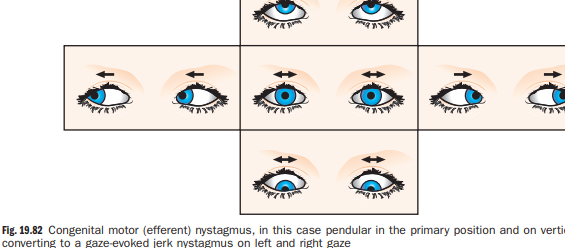 Fig. 19.82 Congenital motor (efferent) nystagmus, in this case pendular in the primary position and on
converting to a gaze-evoked jerk nystagmus on left and right gaze